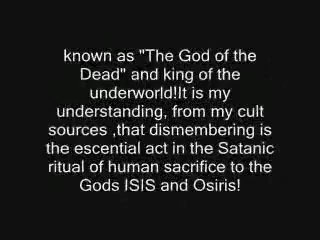 known as "The God of the
Dead" and king of the
underworld!It is my
understanding, from my cult
sources ,that dismembering is
the escential act in the Satanic
ritual of human sacrifice to the
Gods ISIS and Osiris!